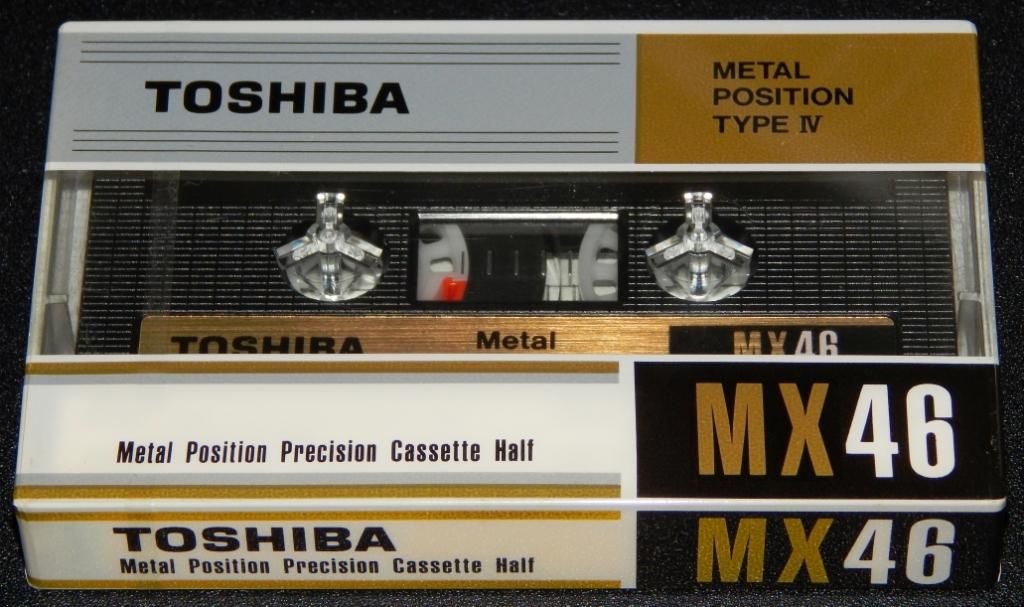 TOSHIBA
METAL
POSITION
TYPE Ⅳ
TOSHIBA
Metal
MX46
Metal Position Precision Cassette Half
MX46
TOSHIBA
Metal Position Precision Cassette Half
MX46